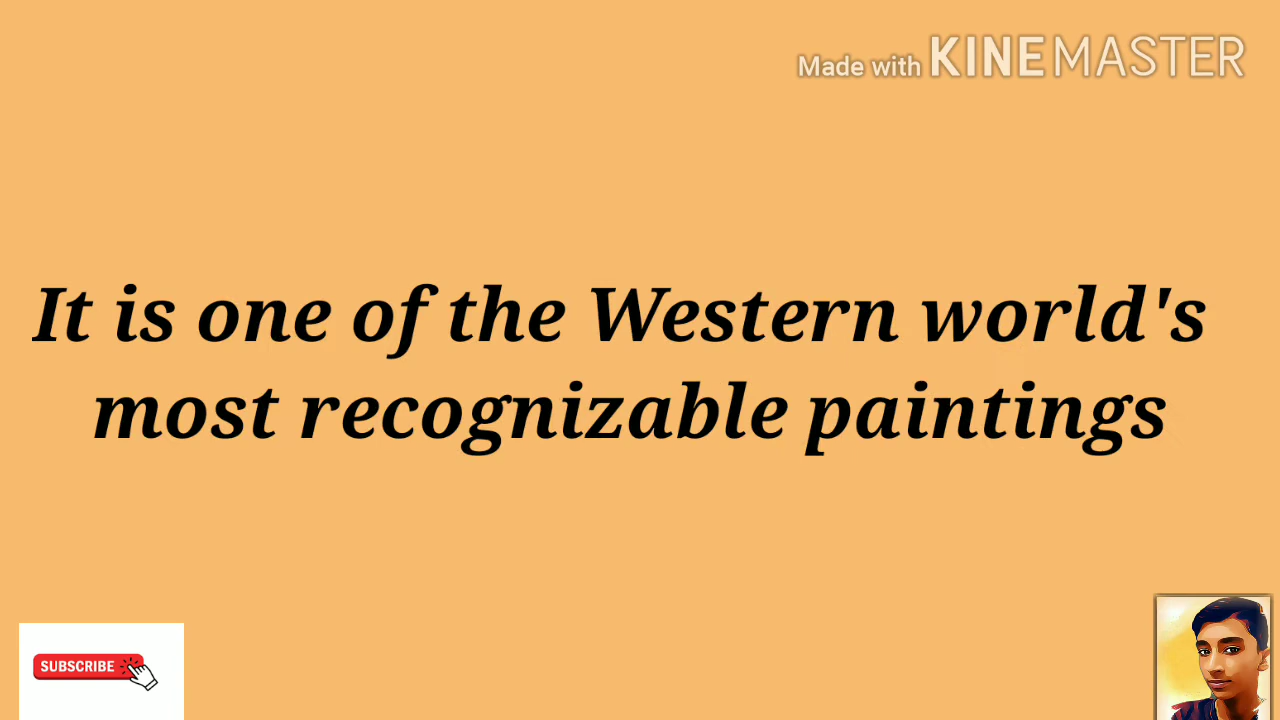 Made with KINEMASTER
It is one of the Western world's
most recognizable paintings
SUBSCRIBE